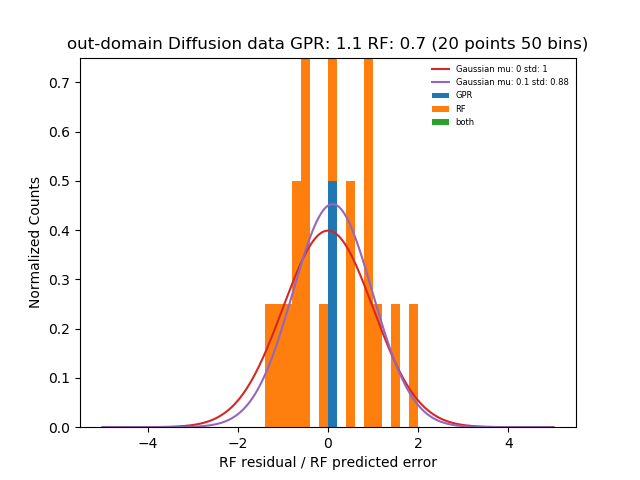 out-domain Diffusion data GPR: 1.1 RF: 0.7 (20 points 50 bins)
Gaussian mu: 0 std: 1
Gaussian mu: 0.1 std: 0.88
GPR
RF
both
Normalized Counts
0.7
0.6
0.5
0.4
0.3
0.2
0.1
0.0
−4 −2 0 2 4
RF residual / RF predicted error